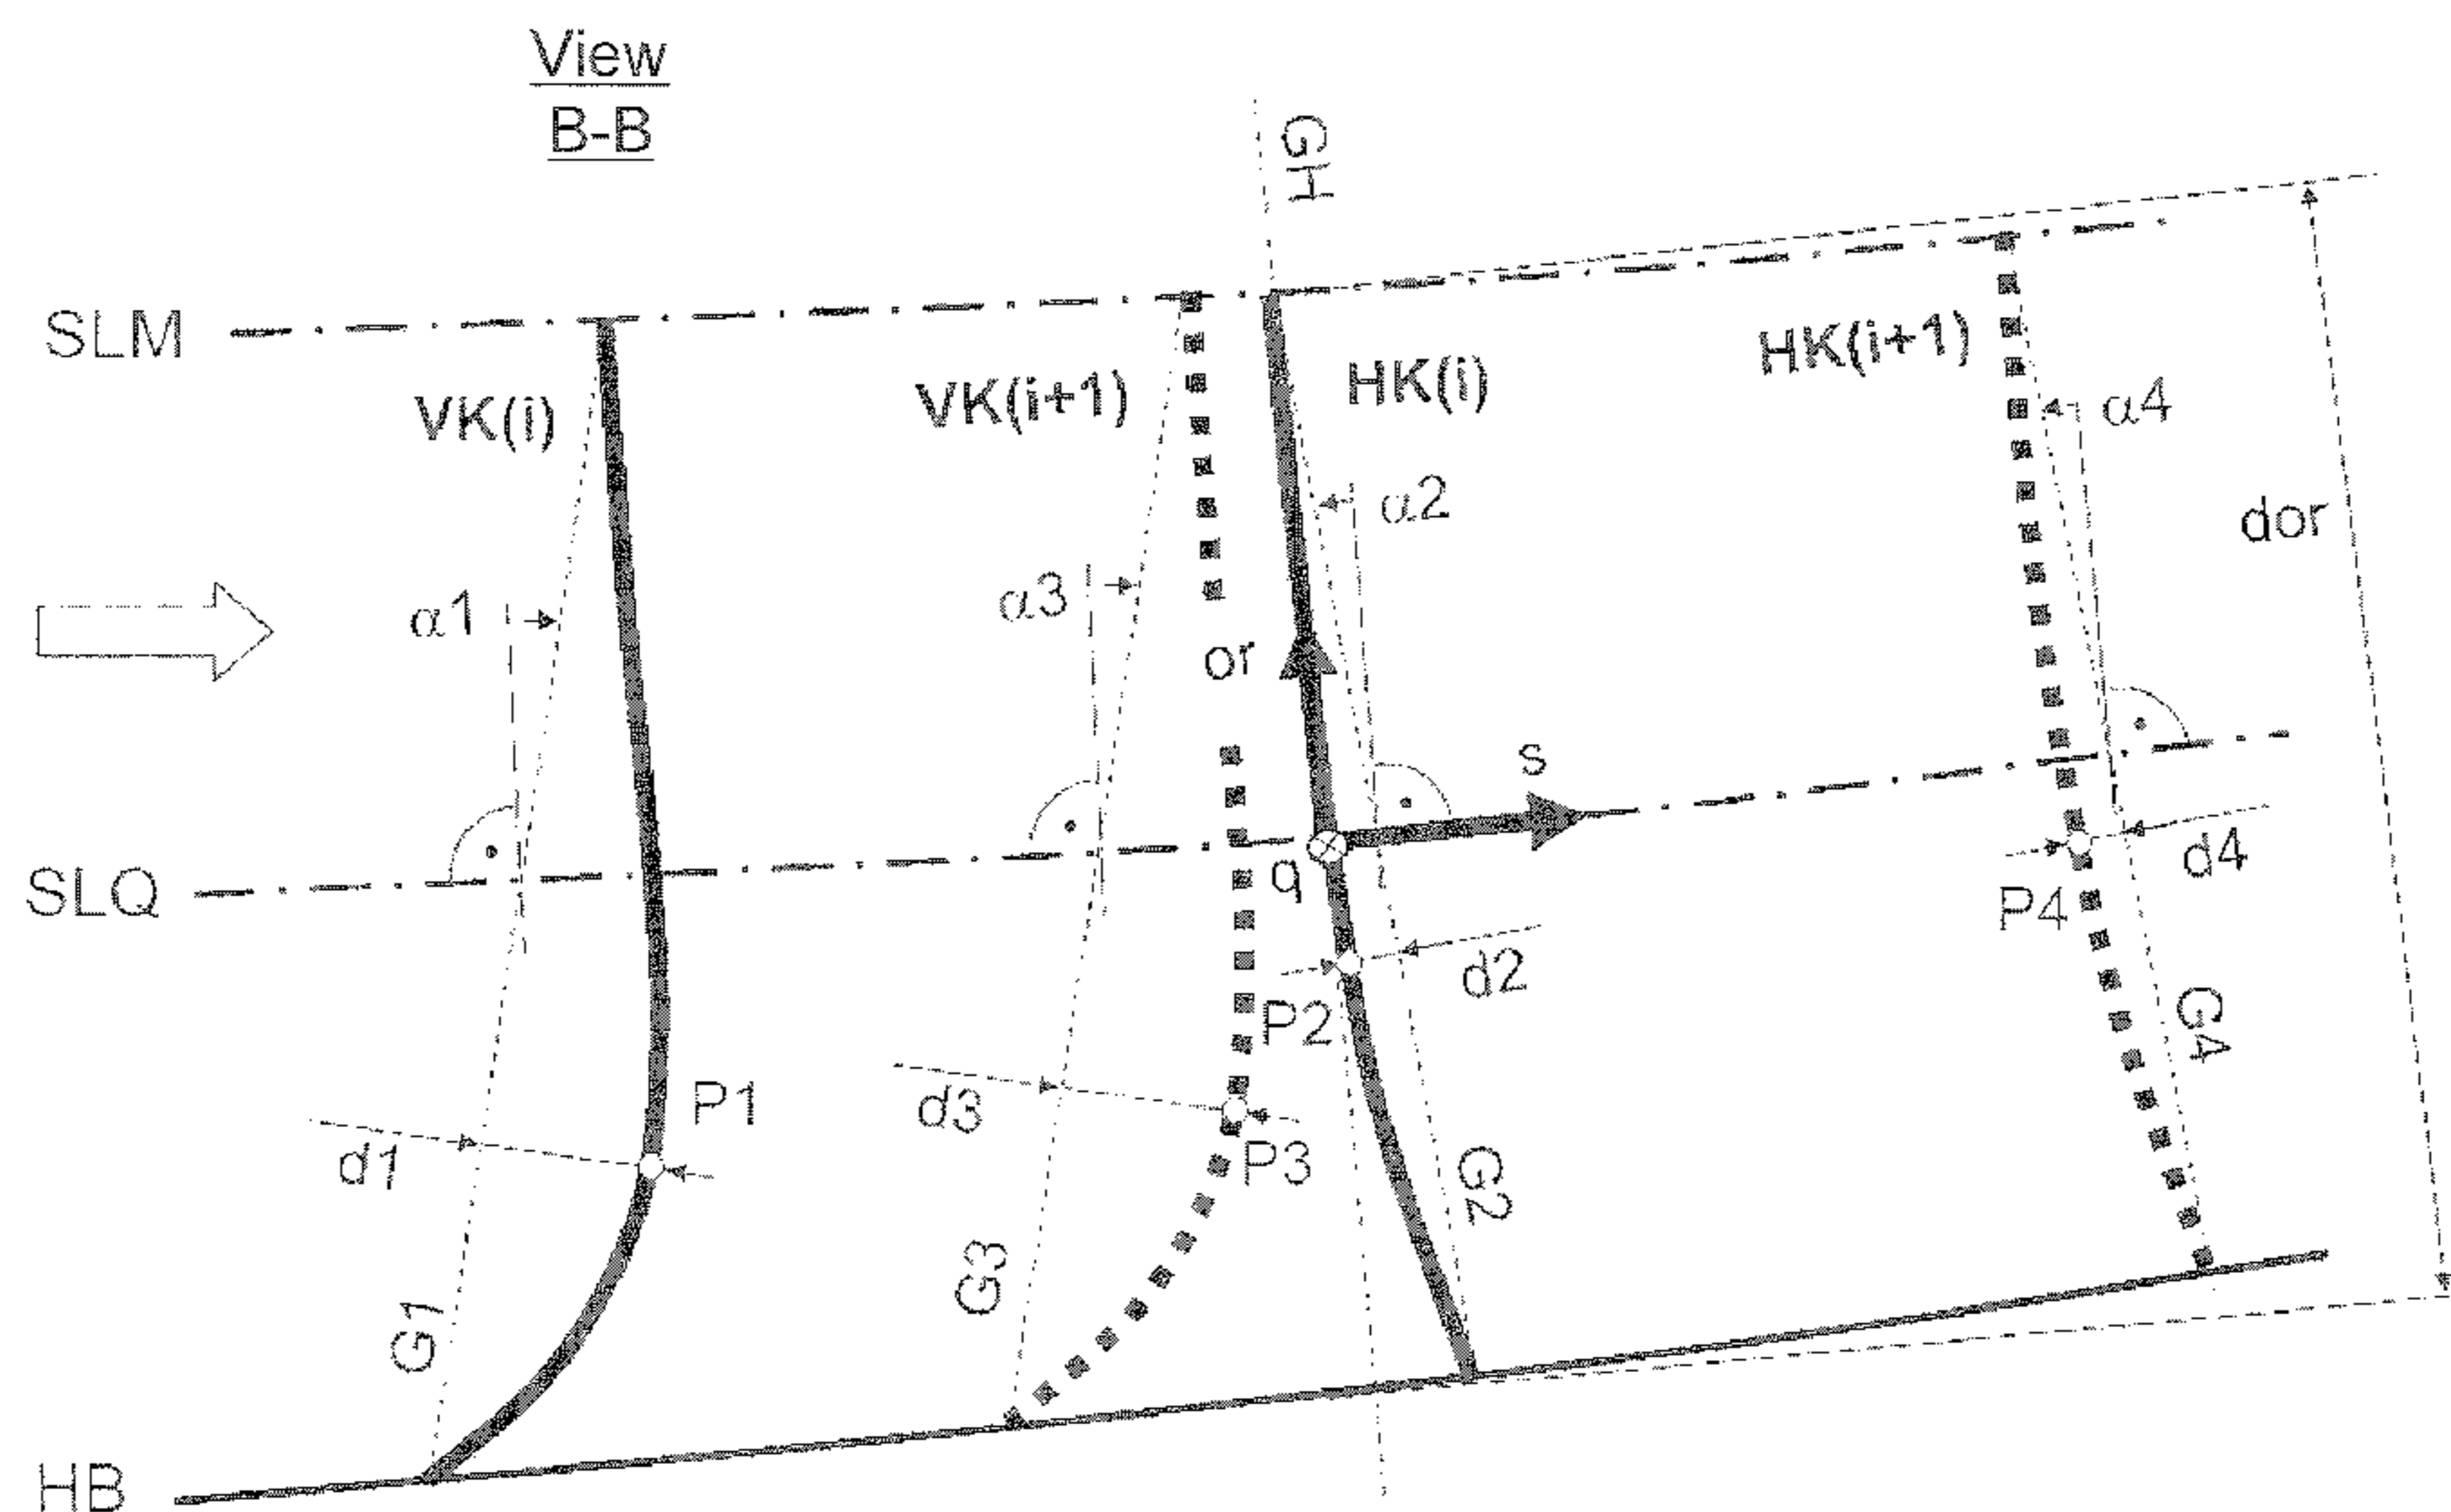 View
B-B
GH
SLM
VK(i)
VK(i+1)
HK(i)
HK(i+1)
α4
α2
dor
α3
α1
or
s
SLQ
q
d4
P4
d2
P2
G4
P1
d3
d1
P3
G2
G3
G1
HB